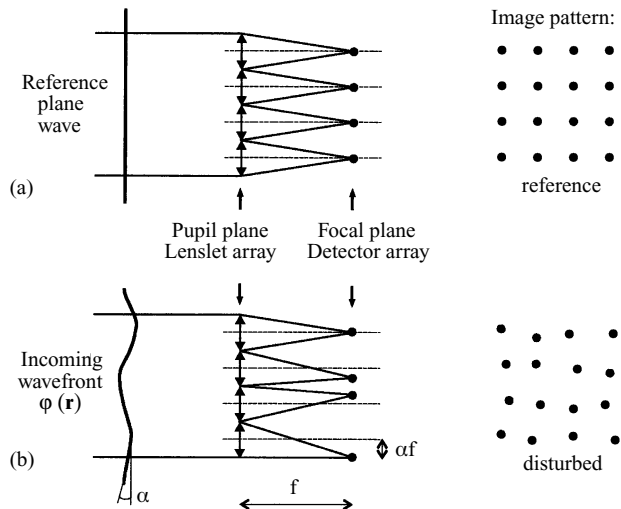 Image pattern:
Reference
plane
wave
(a)
reference
Pupil plane
Lenslet array
Focal plane
Detector array
Incoming
wavefront
φ (r)
(b)
α
f
αf
disturbed